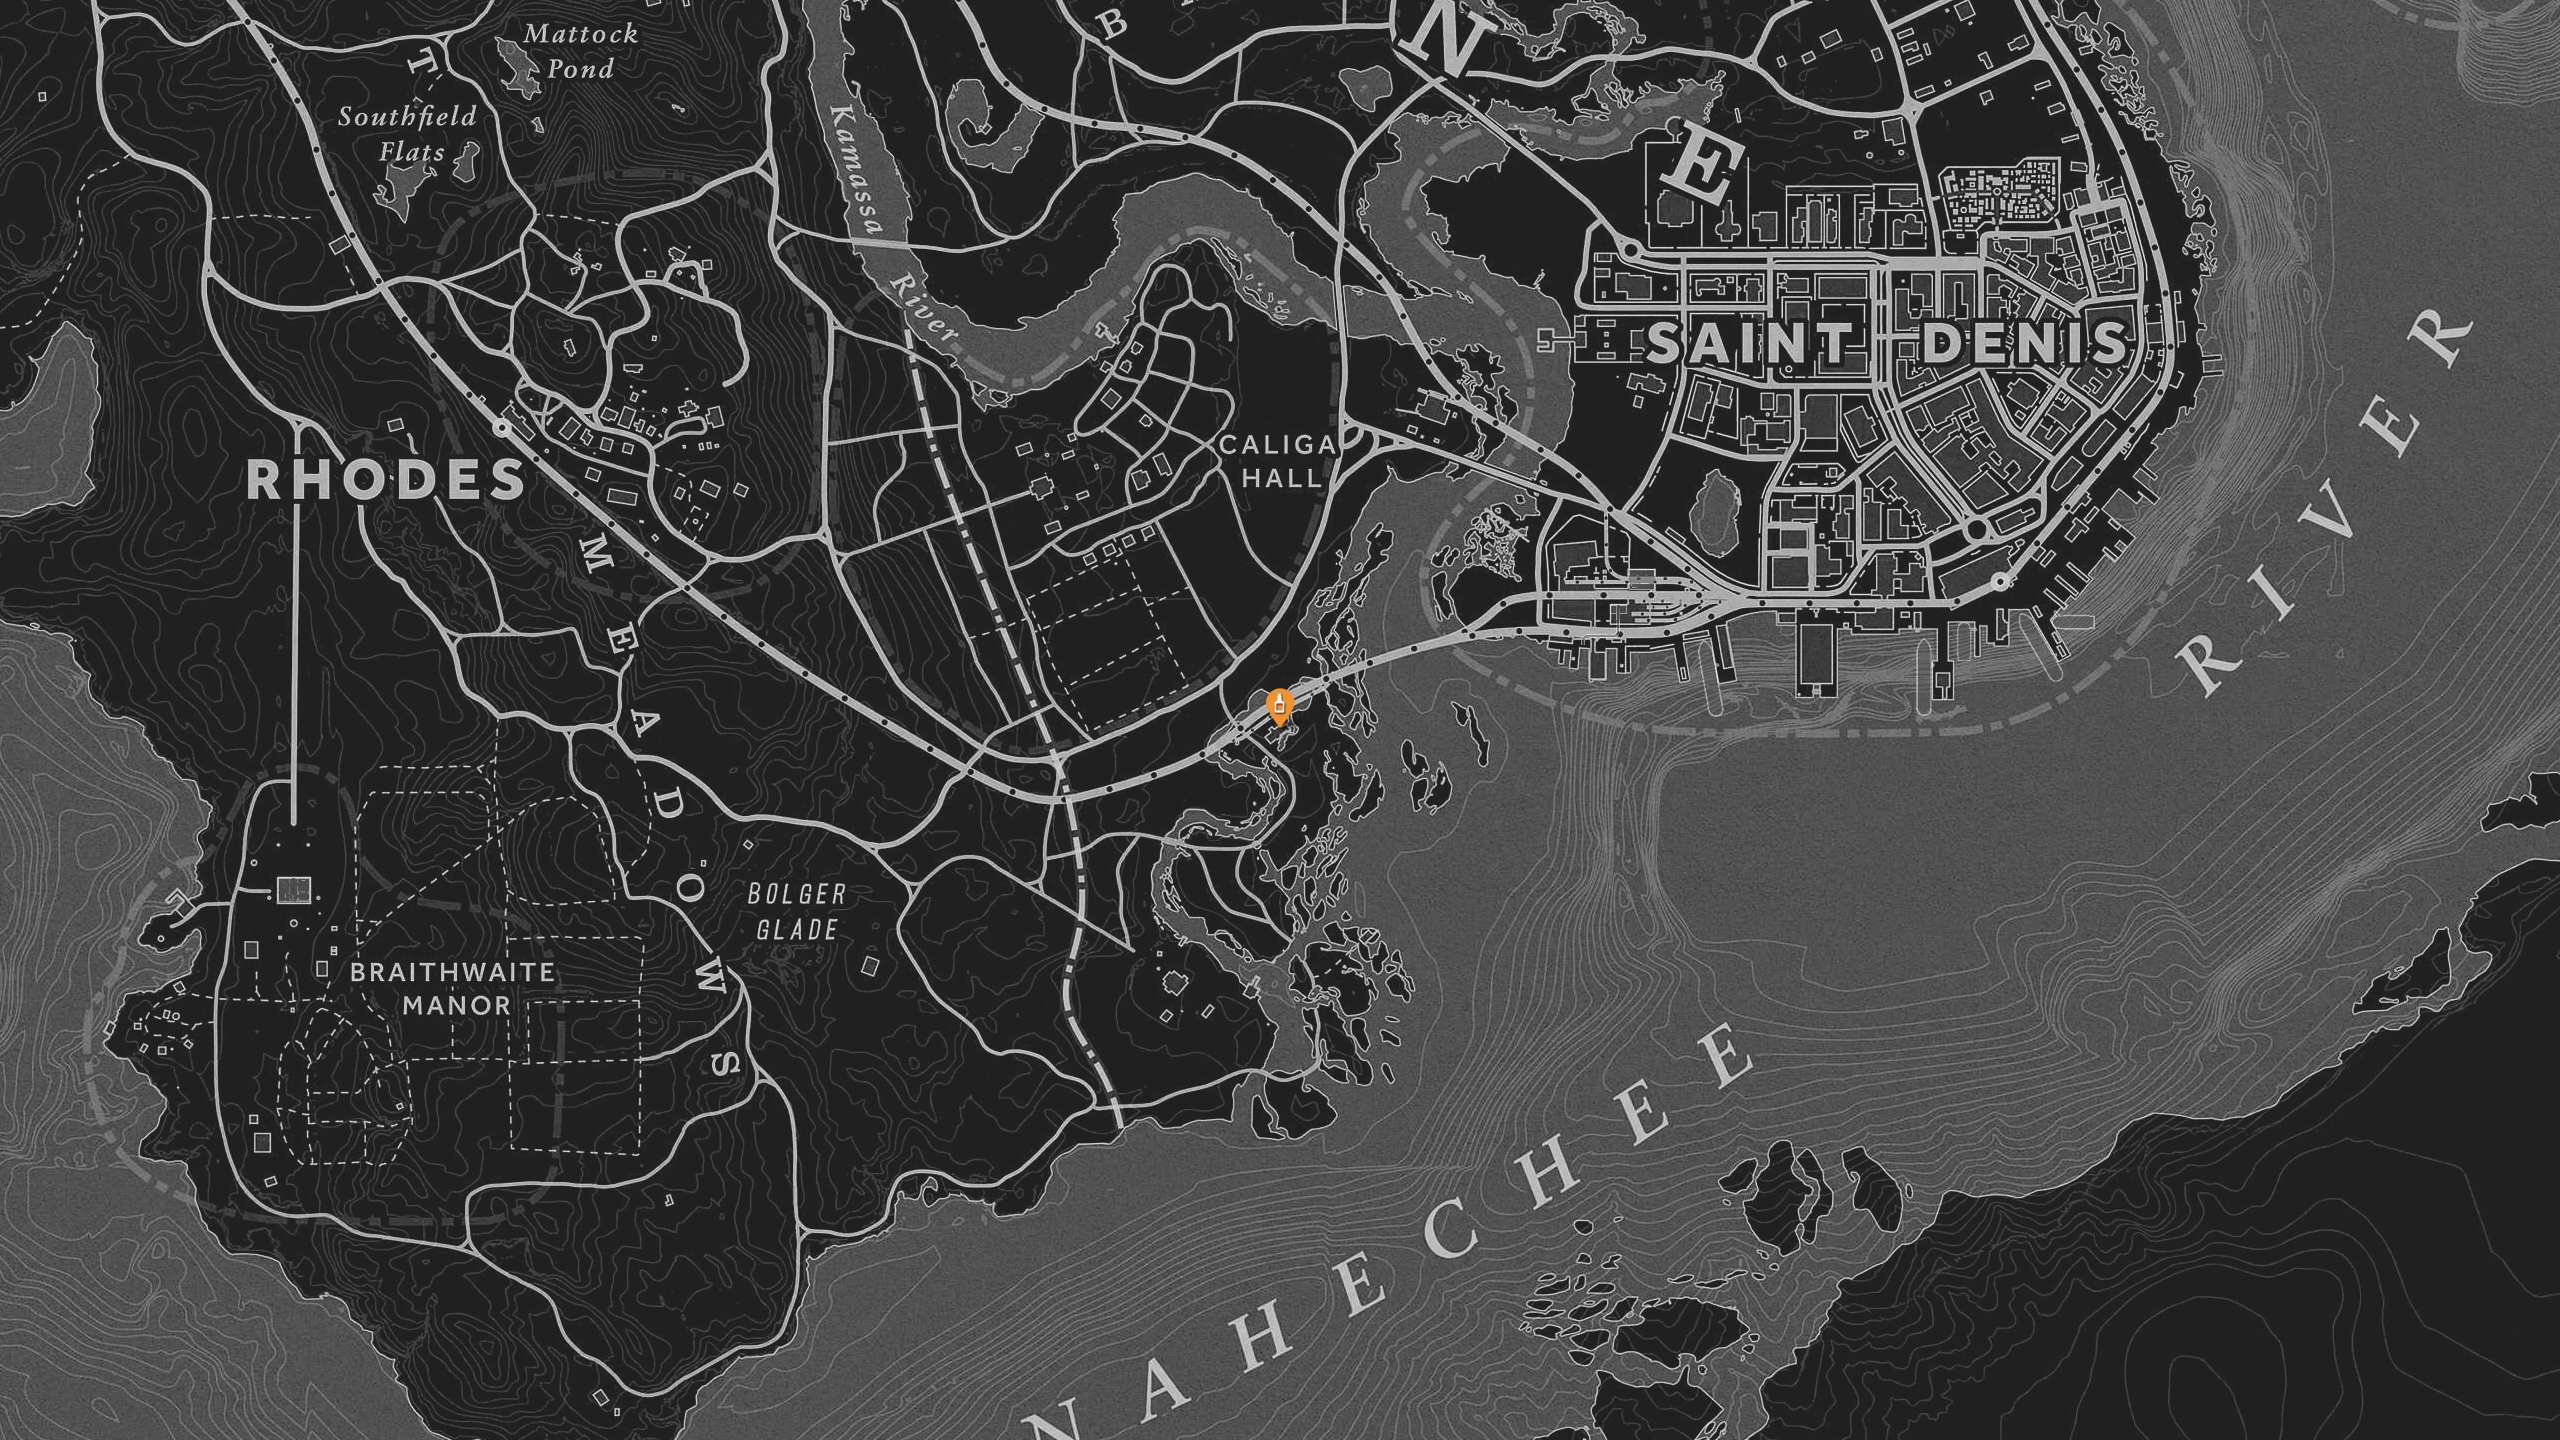 Mattock
Pond
B
N
T
Southfield
Flats
Kamassa
River
E
SAINT DENIS
RIVER
CALIGA
HALL
RHODES
MEADOWS
BOLGER
GLADE
BRAITHWAITE
MANOR
NAHECHEE